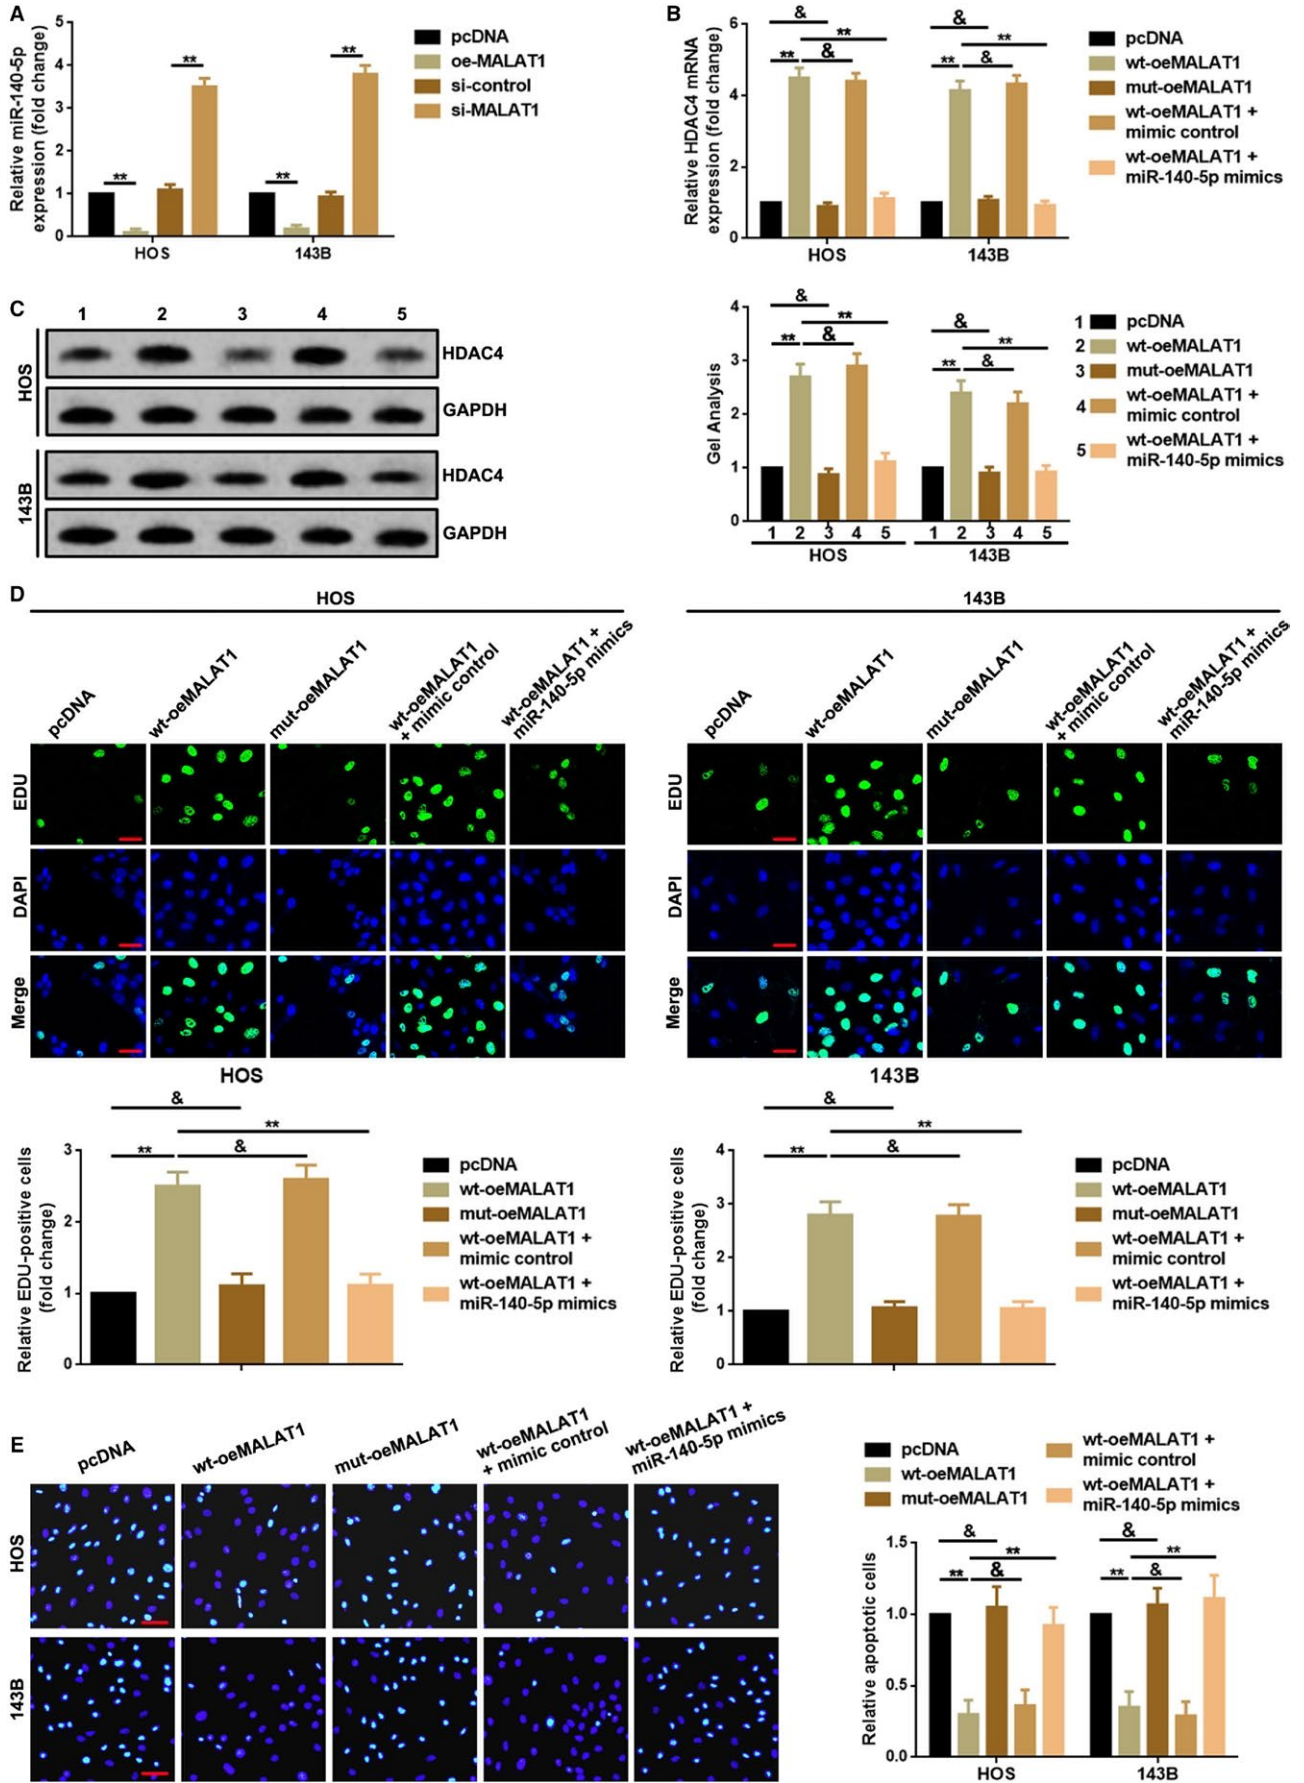 A
Relative miR-140-5p
expression (fold change)
5
4
3
2
1
0
**
**
**
**
HOS
143B
pcDNA
oe-MALAT1
si-control
si-MALAT1
B
Relative HDAC4 mRNA
expression (fold change)
6
4
2
0
&
**
**
&
&
**
**
&
HOS
143B
pcDNA
wt-oeMALAT1
mut-oeMALAT1
wt-oeMALAT1 +
mimic control
wt-oeMALAT1 +
miR-140-5p mimics
C
1 2 3 4 5
HOS
HDAC4
GAPDH
143B
HDAC4
GAPDH
Gel Analysis
4
3
2
1
0
&
**
**
&
&
**
**
&
1 2 3 4 5 1 2 3 4 5
HOS
143B
1 pcDNA
2 wt-oeMALAT1
3 mut-oeMALAT1
4 wt-oeMALAT1 +
mimic control
5 wt-oeMALAT1 +
miR-140-5p mimics
D
HOS
pcDNA
wt-oeMALAT1
mut-oeMALAT1
wt-oeMALAT1
+ mimic control
wt-oeMALAT1 +
miR-140-5p mimics
EDU
DAPI
Merge
143B
pcDNA
wt-oeMALAT1
mut-oeMALAT1
wt-oeMALAT1
+ mimic control
wt-oeMALAT1 +
miR-140-5p mimics
EDU
DAPI
Merge
HOS
Relative EDU-positive cells
(fold change)
3
2
1
0
&
**
**
&
pcDNA
wt-oeMALAT1
mut-oeMALAT1
wt-oeMALAT1 +
mimic control
wt-oeMALAT1 +
miR-140-5p mimics
143B
Relative EDU-positive cells
(fold change)
4
3
2
1
0
&
**
**
&
pcDNA
wt-oeMALAT1
mut-oeMALAT1
wt-oeMALAT1 +
mimic control
wt-oeMALAT1 +
miR-140-5p mimics
E
pcDNA
wt-oeMALAT1
mut-oeMALAT1
wt-oeMALAT1
+ mimic control
wt-oeMALAT1 +
miR-140-5p mimics
HOS
143B
pcDNA
wt-oeMALAT1
mut-oeMALAT1
wt-oeMALAT1 +
mimic control
wt-oeMALAT1 +
miR-140-5p mimics
Relative apoptotic cells
1.5
1.0
0.5
0.0
&
**
**
&
&
**
**
&
HOS
143B